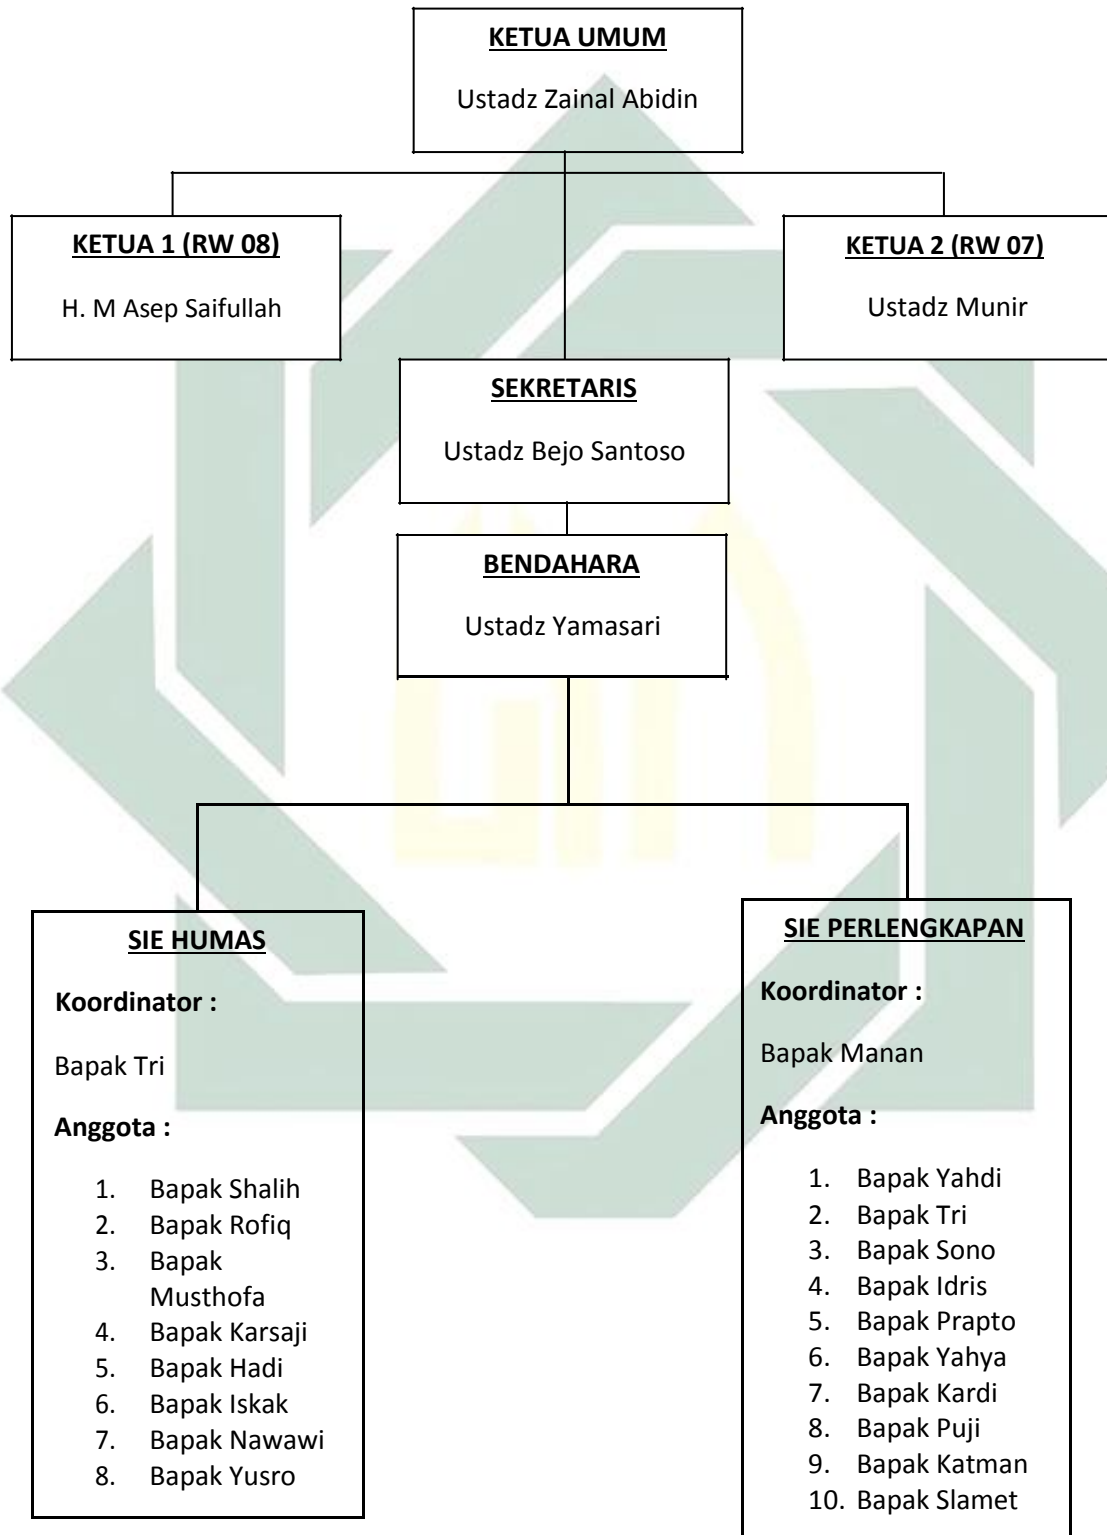 KETUA UMUM
Ustadz Zainal Abidin
KETUA 1 (RW 08)
H. M Asep Saifullah
KETUA 2 (RW 07)
Ustadz Munir
SEKRETARIS
Ustadz Bejo Santoso
BENDAHARA
Ustadz Yamasari
SIE HUMAS
Koordinator :
Bapak Tri
Anggota :
1. Bapak Shalih
2. Bapak Rofiq
3. Bapak
Musthofa
4. Bapak Karsaji
5. Bapak Hadi
6. Bapak Iskak
7. Bapak Nawawi
8. Bapak Yusro
SIE PERLENGKAPAN
Koordinator :
Bapak Manan
Anggota :
1. Bapak Yahdi
2. Bapak Tri
3. Bapak Sono
4. Bapak Idris
5. Bapak Prapto
6. Bapak Yahya
7. Bapak Kardi
8. Bapak Puji
9. Bapak Katman
10. Bapak Slamet